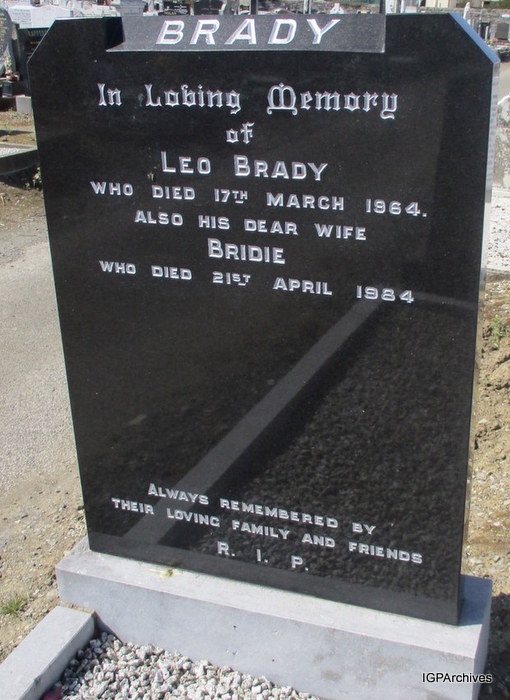 BRADY
In Loving Memory
of
LEO BRADY
WHO DIED 17TH MARCH 1964.
ALSO HIS DEAR WIFE
BRIDIE
WHO DIED 21ST APRIL 1984
ALWAYS REMEMBERED BY
THEIR LOVING FAMILY AND FRIENDS
R. I. P.
IGPArchives